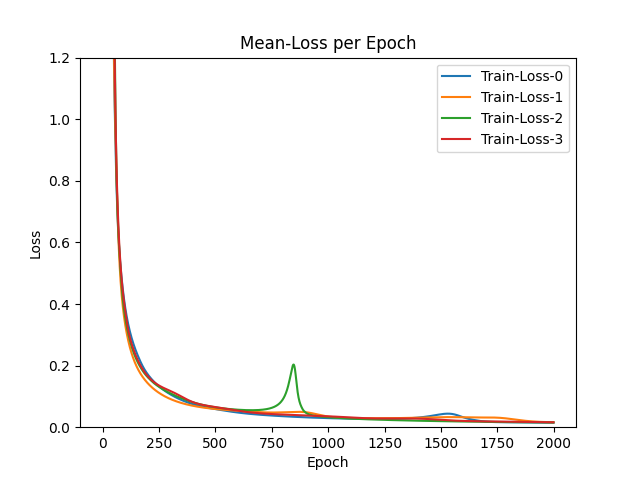 Mean-Loss per Epoch
1.2
1.0
0.8
0.6
0.4
0.2
0.0
Loss
Train-Loss-0
Train-Loss-1
Train-Loss-2
Train-Loss-3
0 250 500 750 1000 1250 1500 1750 2000
Epoch